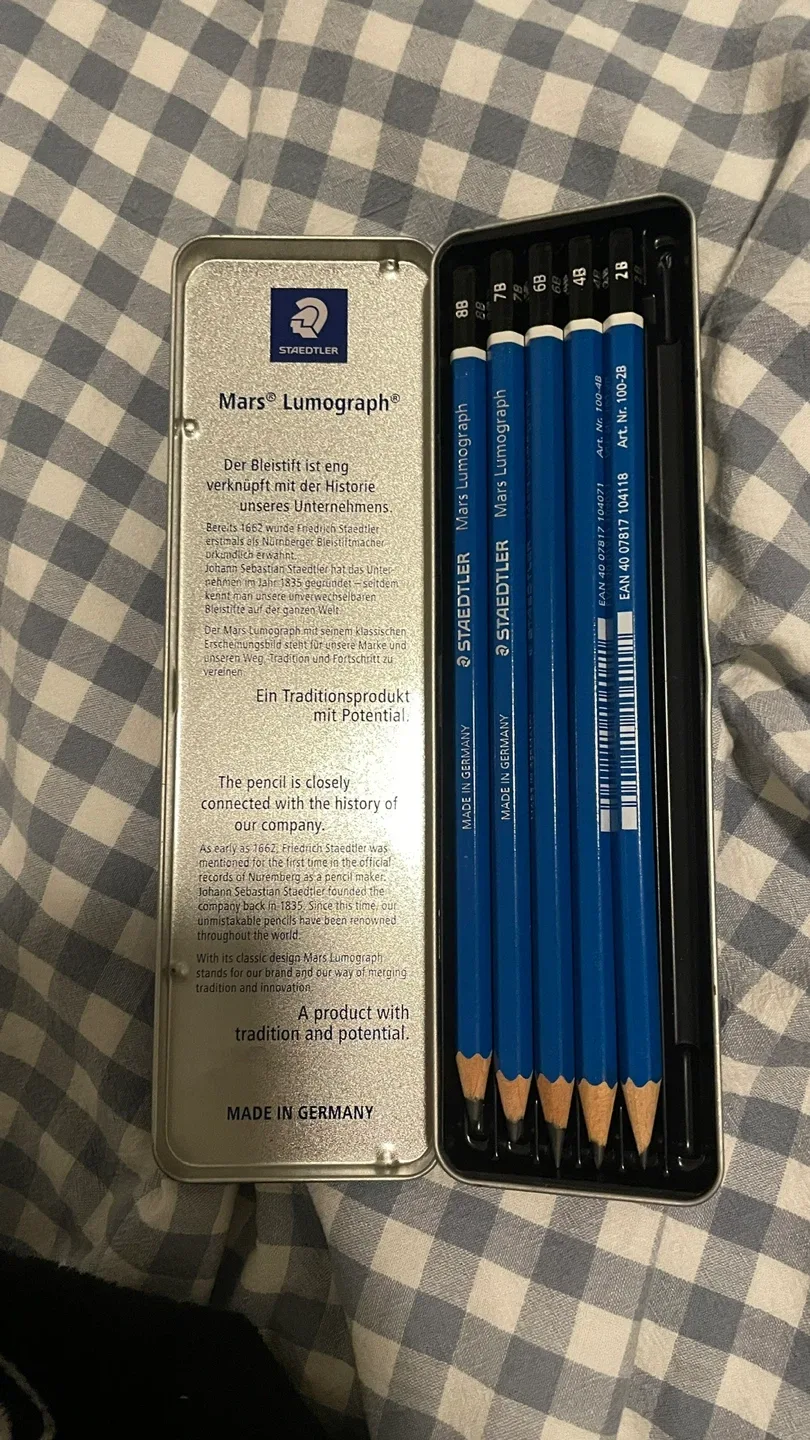 STAEDTLER
Mars® Lumograph®
Der Bleistift ist eng
verknüpft mit der Historie
unseres Unternehmens.
Bereits 1662 wurde Friedrich Staedtler
erstmals als Nürnberger Bleistiftmacher
urkundlich erwähnt.
Johann Sebastian Staedtler hat das Unter-
nehmen im Jahr 1835 gegründet – seitdem
kennt man unsere unverwechselbaren
Bleistifte auf der ganzen Welt.
Der Mars Lumograph mit seinem klassischen
Erscheinungsbild steht für unsere Marke und
unseren Weg, Tradition und Fortschritt zu
vereinen.
Ein Traditionsprodukt
mit Potential.
The pencil is closely
connected with the history of
our company.
As early as 1662, Friedrich Staedtler was
mentioned for the first time in the official
records of Nuremberg as a pencil maker.
Johann Sebastian Staedtler founded the
company back in 1835. Since this time, our
unmistakable pencils have been renowned
throughout the world.
With its classic design Mars Lumograph
stands for our brand and our way of merging
tradition and innovation.
A product with
tradition and potential.
MADE IN GERMANY
8B
MADE IN GERMANY STAEDTLER Mars Lumograph
7B
MADE IN GERMANY STAEDTLER Mars Lumograph
6B
4B
EAN 40 07817 104071 Art. Nr. 100-4B
2B
EAN 40 07817 104118 Art. Nr. 100-2B